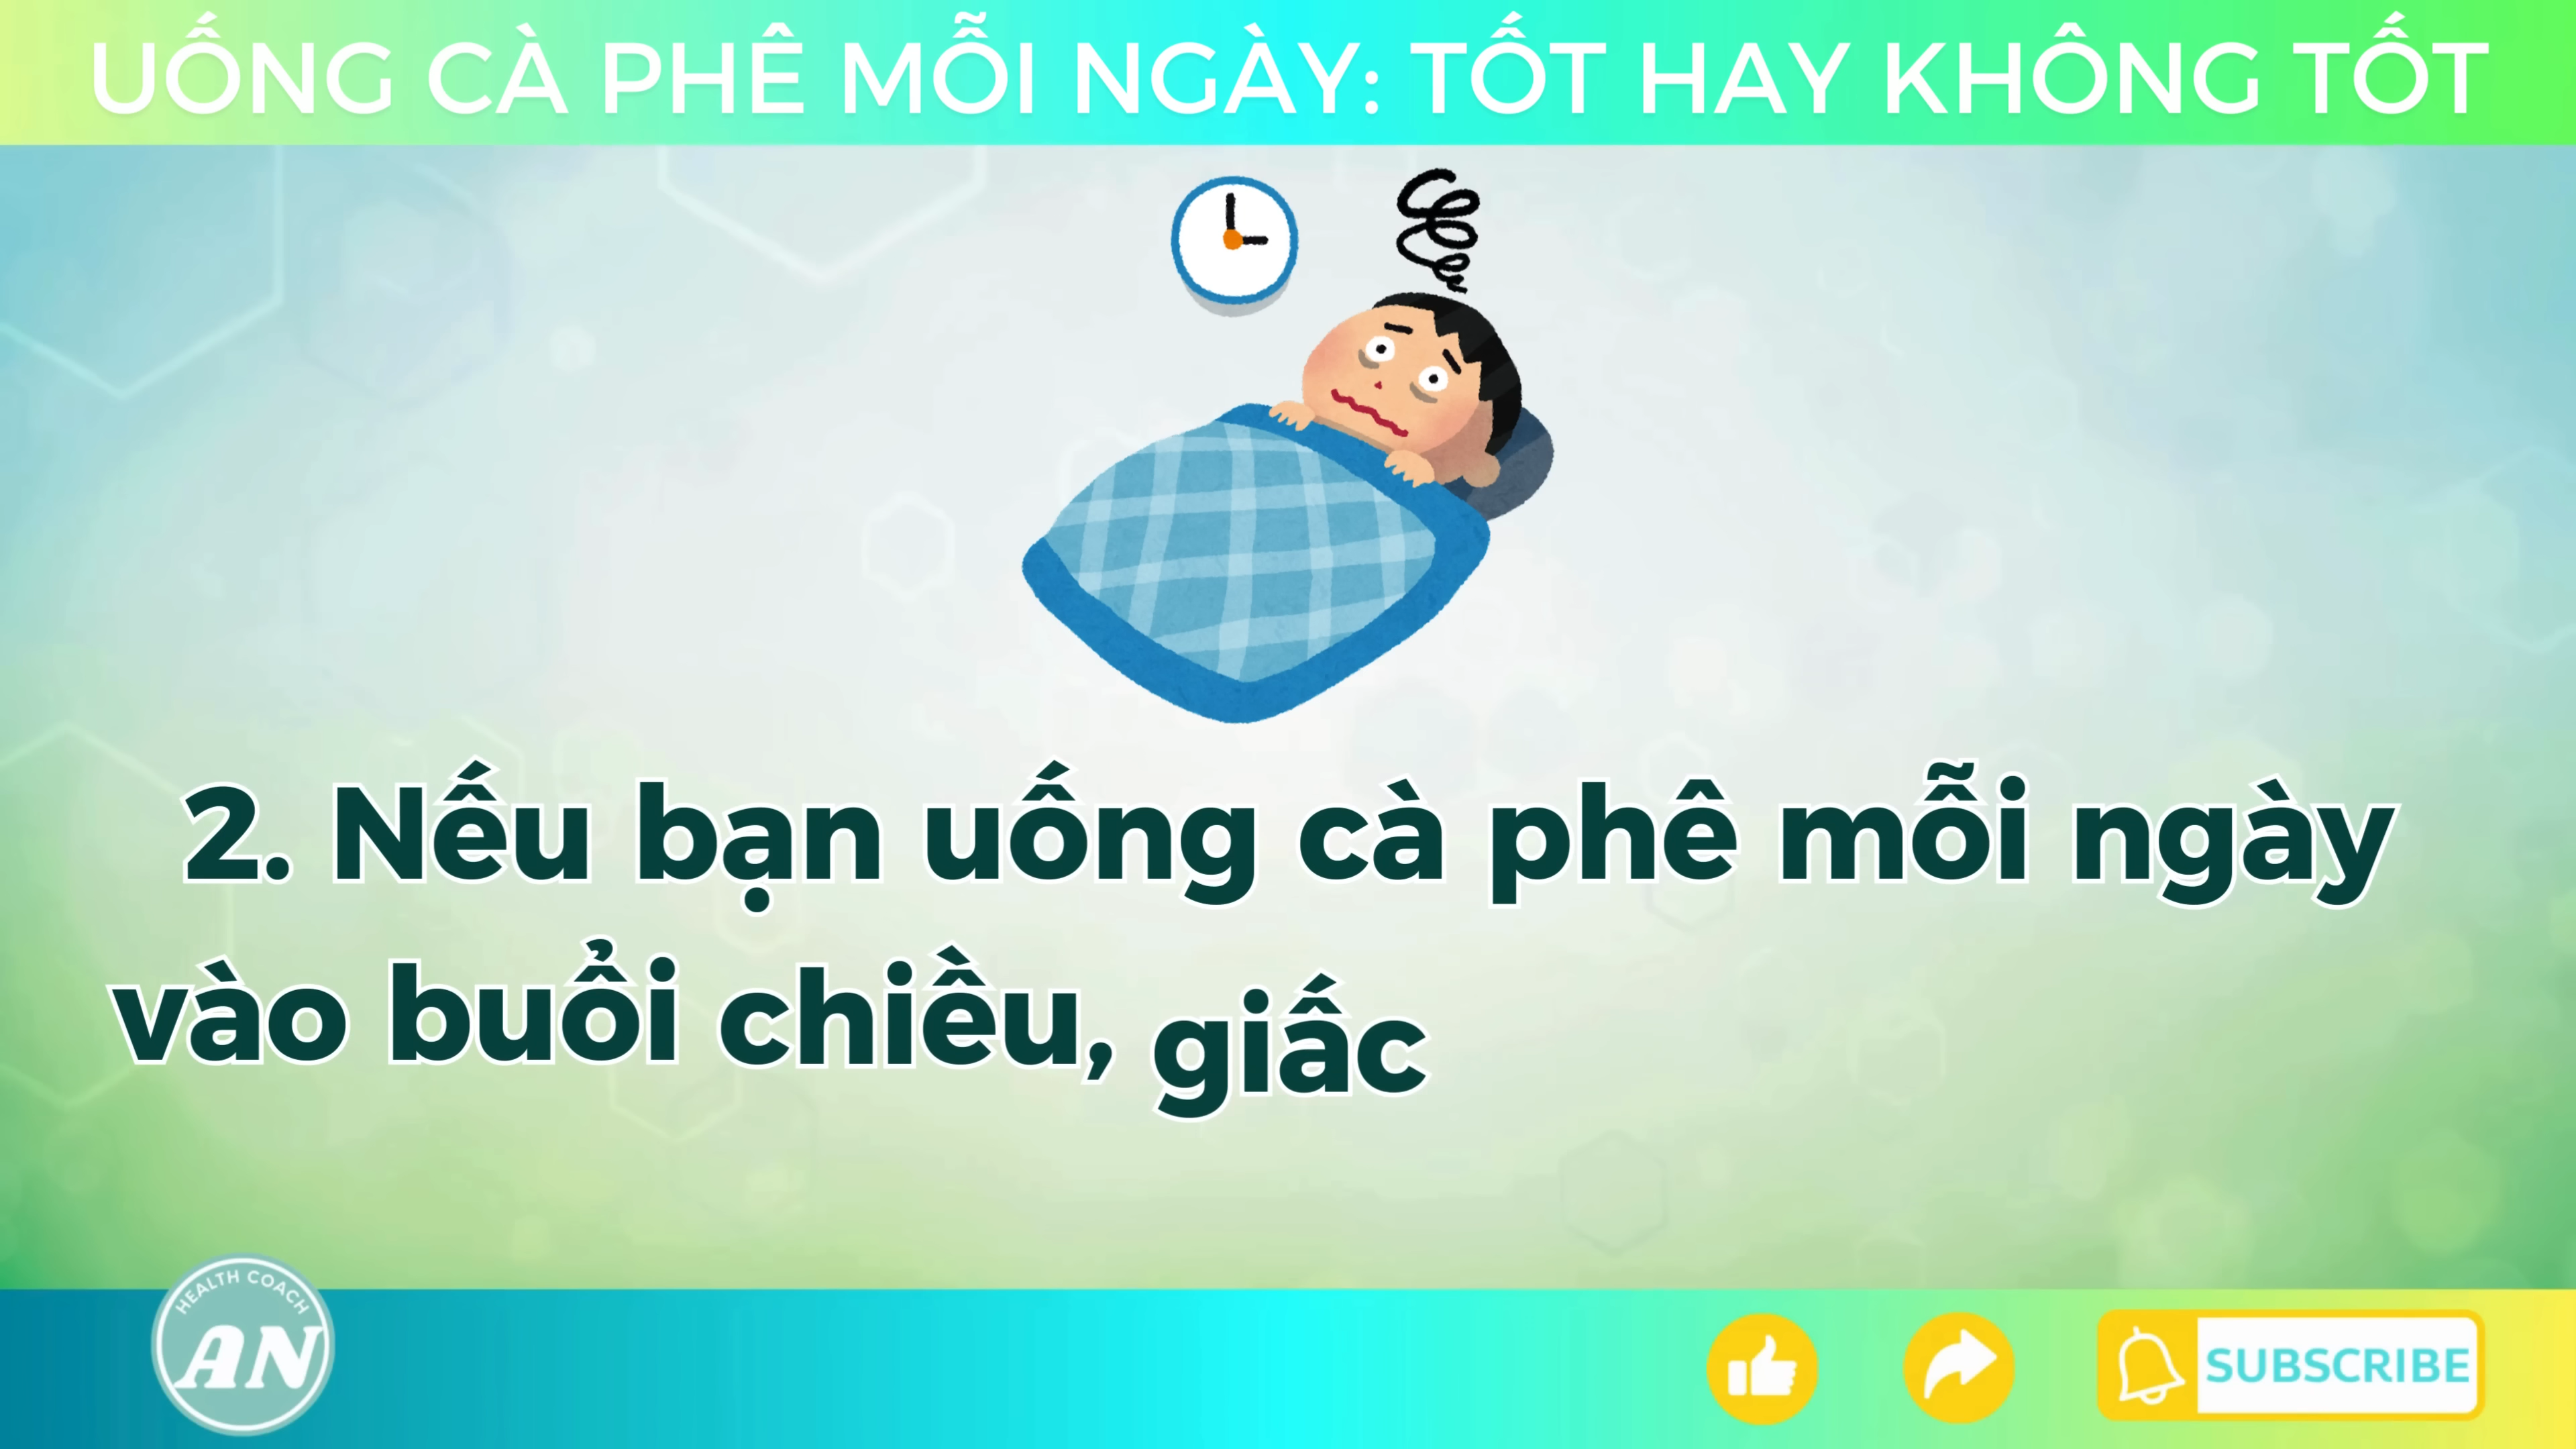 UỐNG CÀ PHÊ MỖI NGÀY: TỐT HAY KHÔNG TỐT
2. Nếu bạn uống cà phê mỗi ngày
vào buổi chiều, giấc
HEALTH COACH
AN
SUBSCRIBE